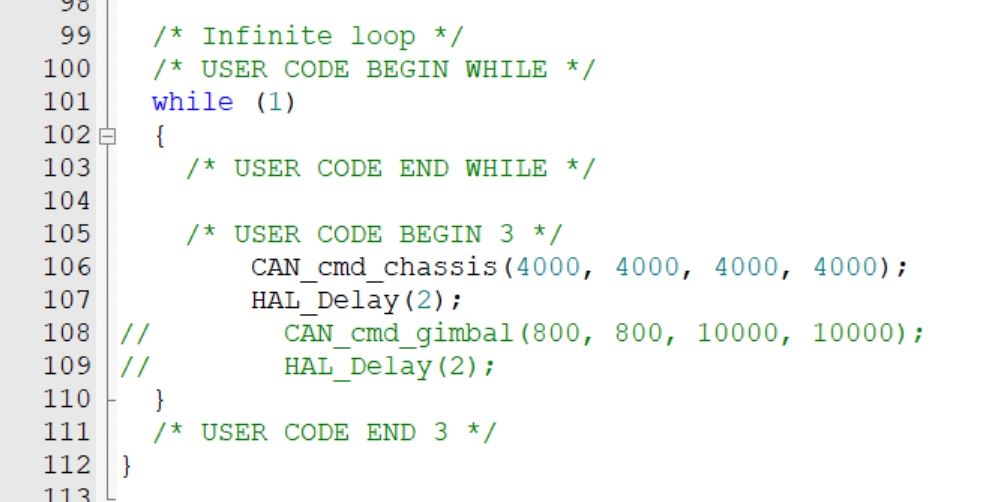 98
99 /* Infinite loop */
100 /* USER CODE BEGIN WHILE */
101 while (1)
102 {
103 /* USER CODE END WHILE */
104
105 /* USER CODE BEGIN 3 */
106 CAN_cmd_chassis(4000, 4000, 4000, 4000);
107 HAL_Delay(2);
108 // CAN_cmd_gimbal(800, 800, 10000, 10000);
109 // HAL_Delay(2);
110 }
111 /* USER CODE END 3 */
112 }
113